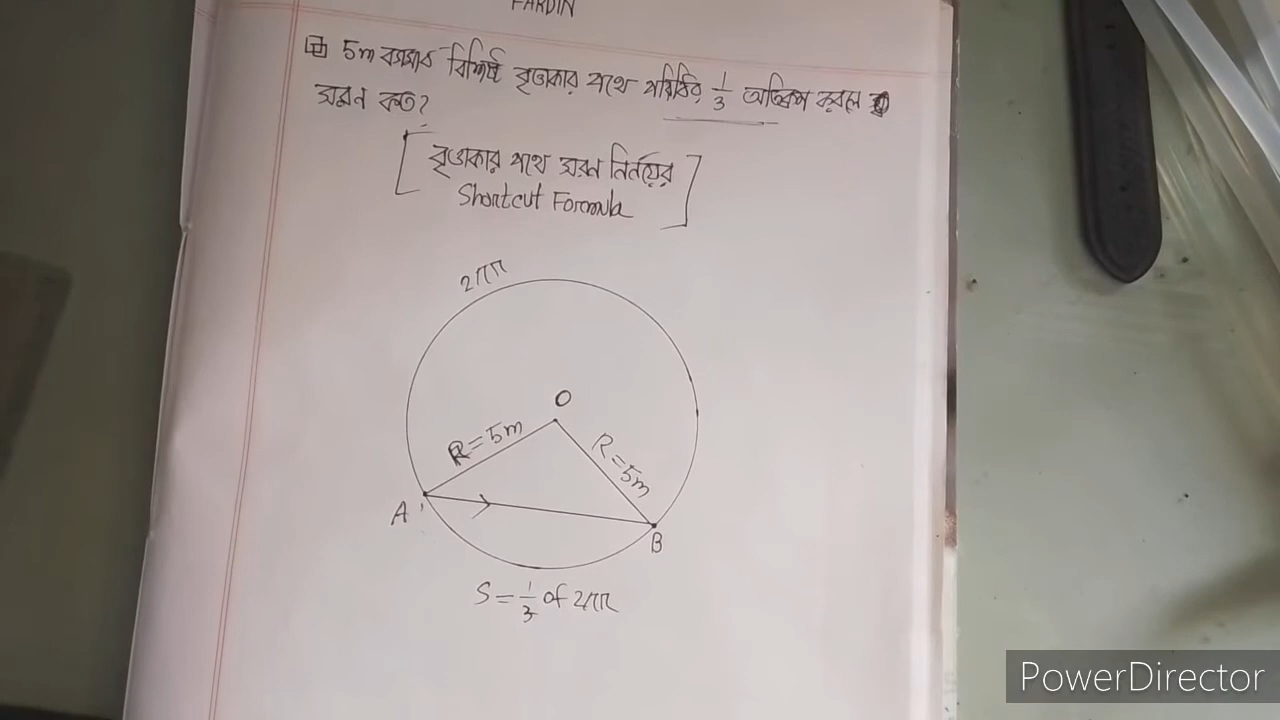 FARDIN
5m ব্যাসার্ধ বিশিষ্ট বৃত্তাকার পথে পরিধির 1/3 অতিক্রম করলে
সরণ কত?
[ বৃত্তাকার পথে সরণ নির্ণয়ের
Shortcut Formula ]
2πr
O
R=5m
R=5m
A
B
S = 1/3 of 2πr
PowerDirector